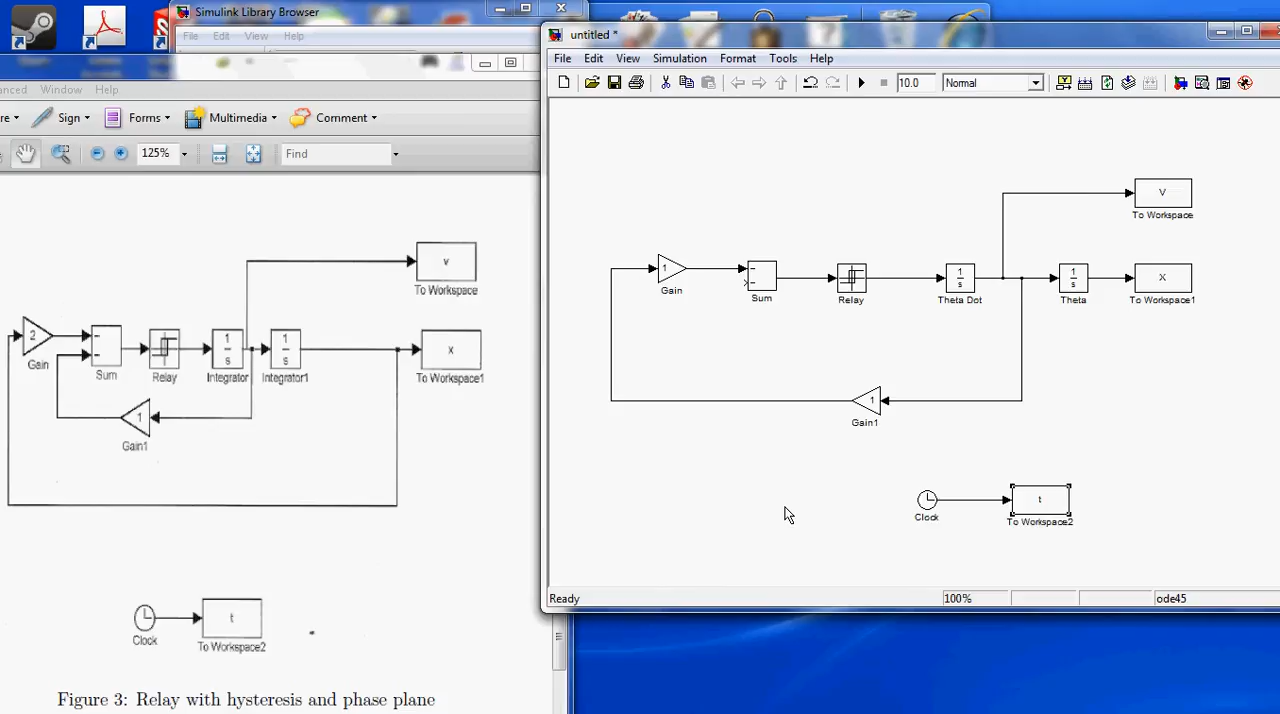 Simulink Library Browser
File Edit View Help
anced Window Help
re Sign Forms Multimedia Comment
125% Find
v
To Workspace
2
Gain
Sum
Relay
1
s
Integrator
1
s
Integrator1
x
To Workspace1
1
Gain1
Clock
t
To Workspace2
Figure 3: Relay with hysteresis and phase plane
untitled *
File Edit View Simulation Format Tools Help
10.0 Normal
V
To Workspace
1
Gain
Sum
Relay
1
s
Theta Dot
1
s
Theta
X
To Workspace1
1
Gain1
Clock
t
To Workspace2
Ready 100% ode45